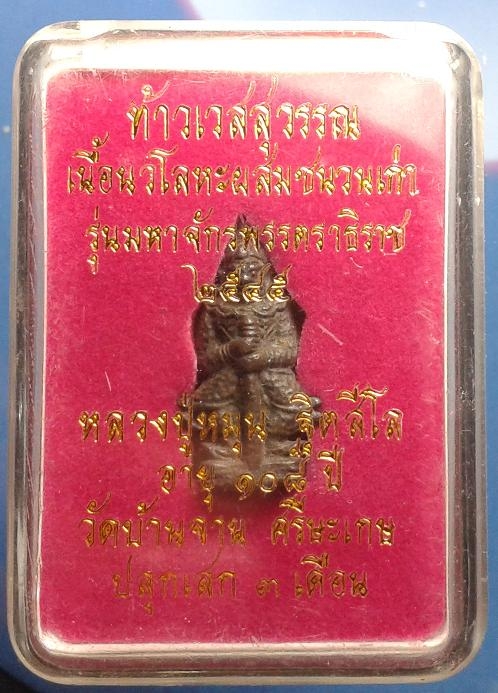 ท้าวเวสสุวรรณ
เนื้อนวโลหะผสมชนวนเก่า
รุ่นมหาจักรพรรตราธิราช
๒๕๔๕
หลวงปู่หมุน ฐิตสีโล
อายุ ๑๐๘ ปี
วัดบ้านจาน ศรีษะเกษ
ปลุกเสก ๓ เดือน